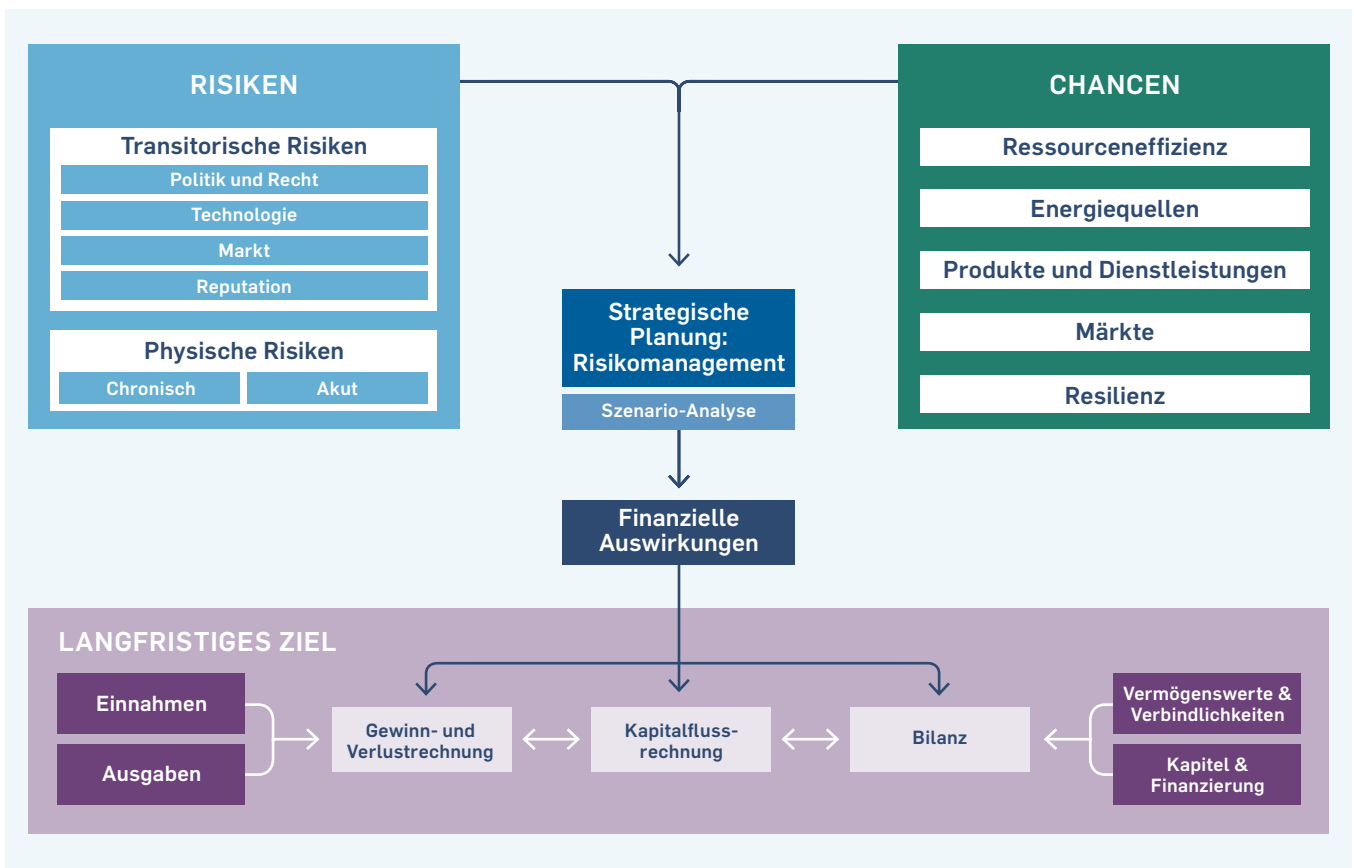 RISIKEN
Transitorische Risiken
Politik und Recht
Technologie
Markt
Reputation
Physische Risiken
Chronisch
Akut
CHANCEN
Ressourceneffizienz
Energiequellen
Produkte und Dienstleistungen
Märkte
Resilienz
Strategische
Planung:
Risikomanagement
Szenario-Analyse
Finanzielle
Auswirkungen
LANGFRISTIGES ZIEL
Einnahmen
Ausgaben
Gewinn- und
Verlustrechnung
Kapitalfluss-
rechnung
Bilanz
Vermögenswerte &
Verbindlichkeiten
Kapitel &
Finanzierung